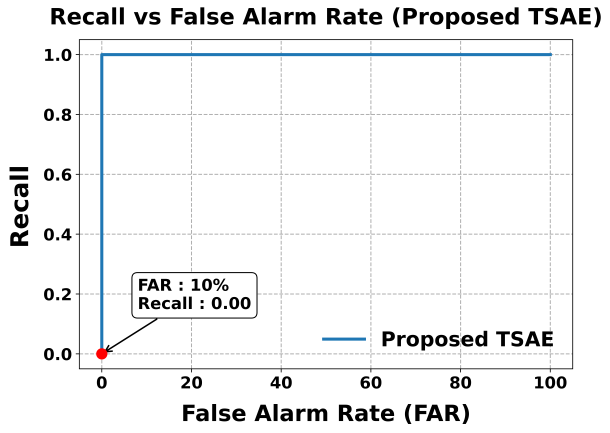 Recall vs False Alarm Rate (Proposed TSAE)
Recall
1.0
0.8
0.6
0.4
0.2
0.0
FAR : 10%
Recall : 0.00
Proposed TSAE
0 20 40 60 80 100
False Alarm Rate (FAR)